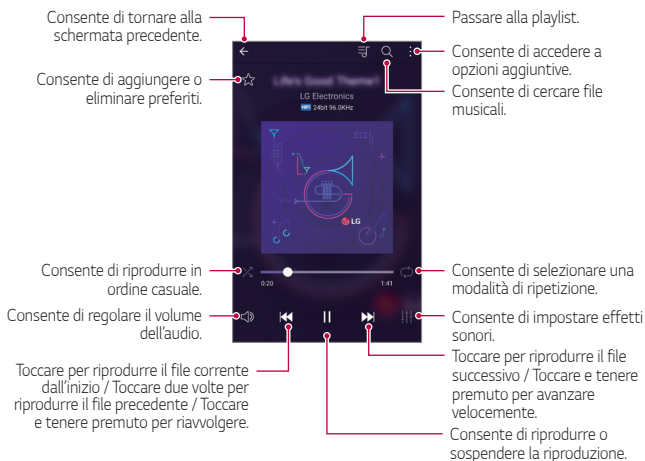 Consente di tornare alla
schermata precedente.
Passare alla playlist.
Consente di accedere a
opzioni aggiuntive.
Consente di aggiungere o
eliminare preferiti.
Consente di cercare file
musicali.
Life's Good Theme1
LG Electronics
HIFI 24bit 96.0KHz
LG
Consente di riprodurre in
ordine casuale.
0:20
1:41
Consente di selezionare una
modalità di ripetizione.
Consente di regolare il volume
dell'audio.
Consente di impostare effetti
sonori.
Toccare per riprodurre il file corrente
dall'inizio / Toccare due volte per
riprodurre il file precedente / Toccare
e tenere premuto per riavvolgere.
Toccare per riprodurre il file
successivo / Toccare e tenere
premuto per avanzare
velocemente.
Consente di riprodurre o
sospendere la riproduzione.